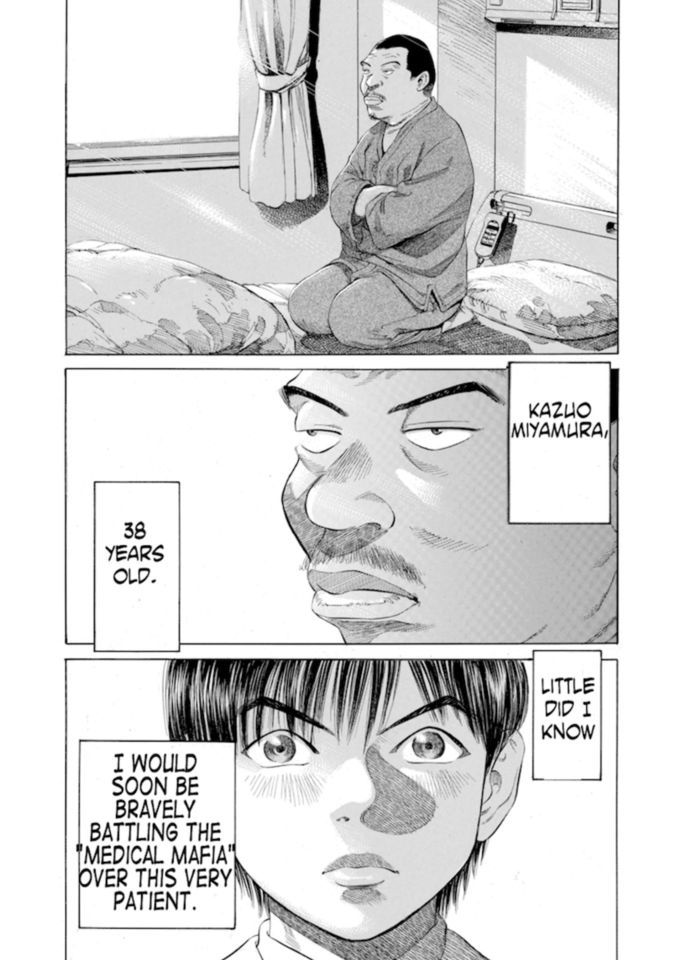 KAZUO
MIYAMURA,
38
YEARS
OLD.
LITTLE
DID I
KNOW
I WOULD
SOON BE
BRAVELY
BATTLING THE
"MEDICAL MAFIA"
OVER THIS VERY
PATIENT.